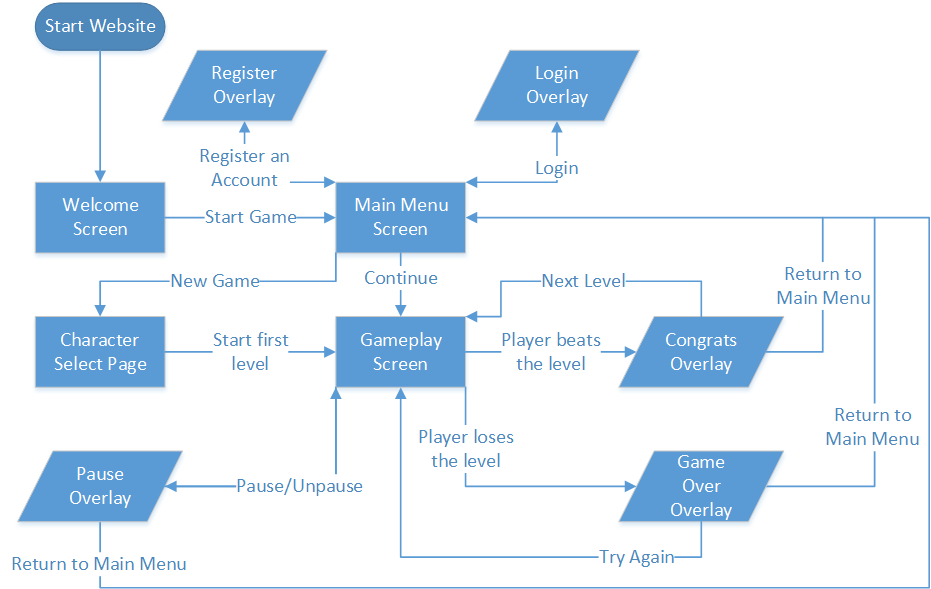 Start Website
Register
Overlay
Login
Overlay
Register an
Account
Login
Welcome
Screen
Start Game
Main Menu
Screen
New Game
Continue
Next Level
Return to
Main Menu
Character
Select Page
Start first
level
Gameplay
Screen
Player beats
the level
Congrats
Overlay
Return to
Main Menu
Player loses
the level
Pause
Overlay
Pause/Unpause
Game
Over
Overlay
Return to Main Menu
Try Again